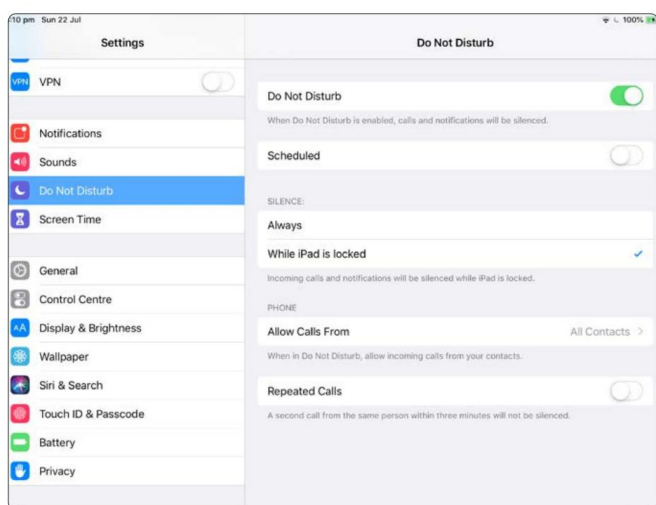 :10 pm Sun 22 Jul
100%
Settings
Do Not Disturb
VPN VPN
Notifications
Sounds
Do Not Disturb
Screen Time
General
Control Centre
AA Display & Brightness
Wallpaper
Siri & Search
Touch ID & Passcode
Battery
Privacy
Do Not Disturb
When Do Not Disturb is enabled, calls and notifications will be silenced.
Scheduled
SILENCE:
Always
While iPad is locked
Incoming calls and notifications will be silenced while iPad is locked.
PHONE
Allow Calls From All Contacts
When in Do Not Disturb, allow incoming calls from your contacts.
Repeated Calls
A second call from the same person within three minutes will not be silenced.